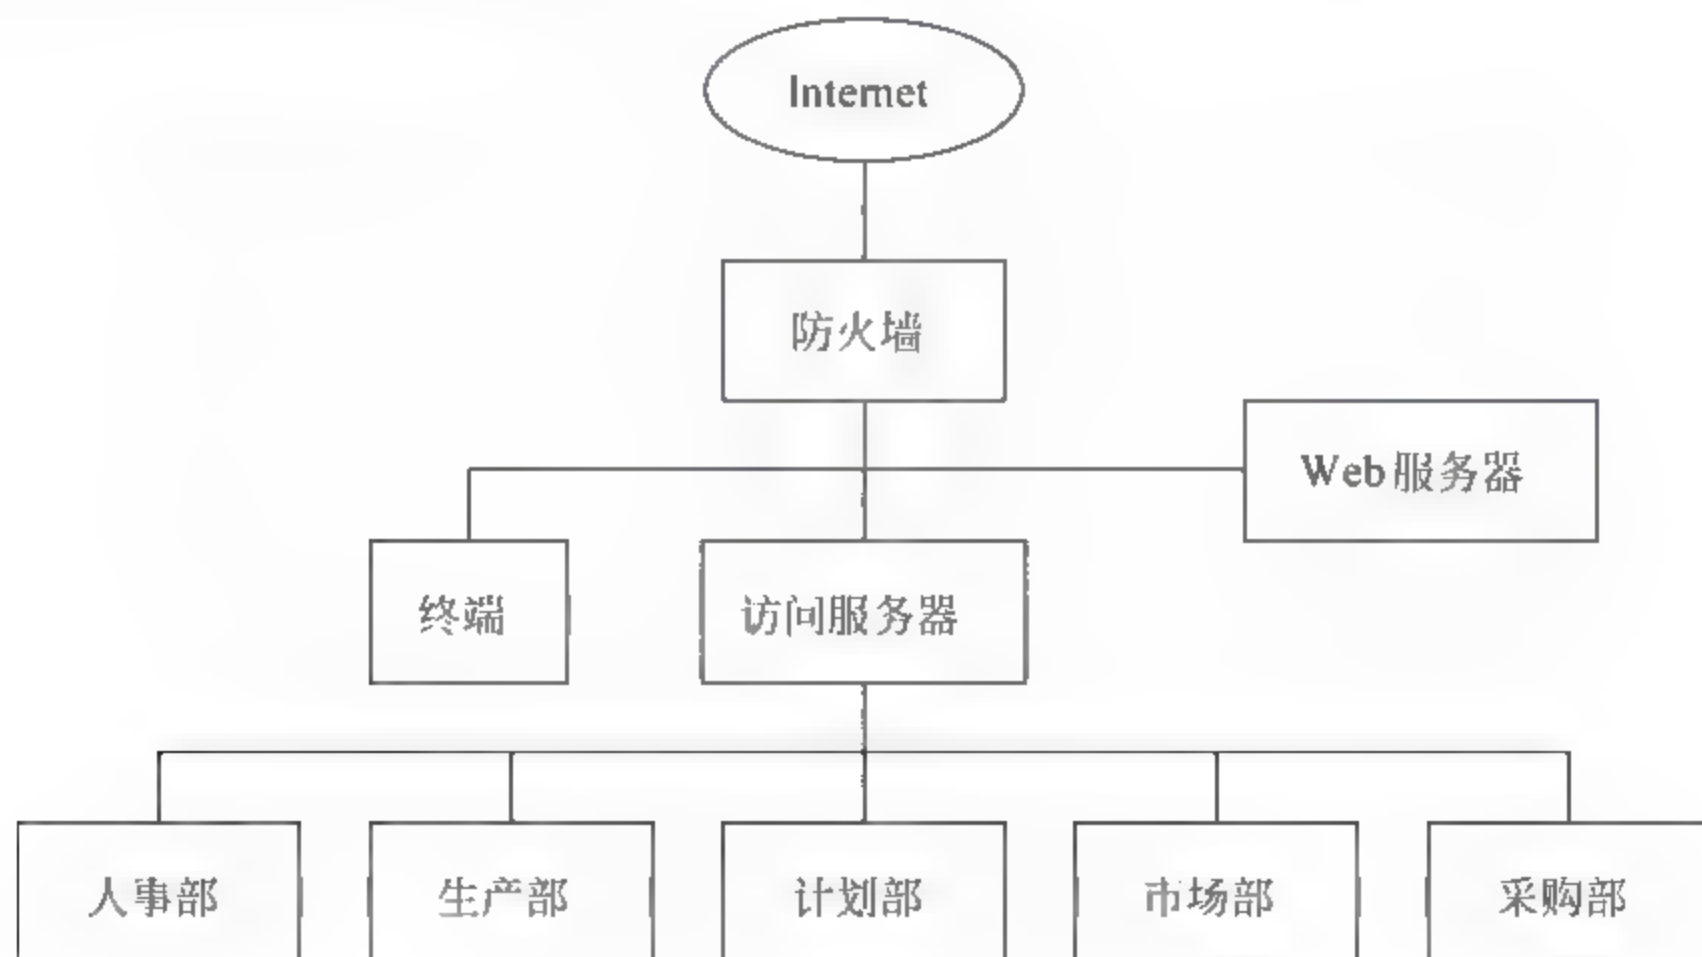 Internet
防火墙
Web服务器
终端
访问服务器
人事部
生产部
计划部
市场部
采购部